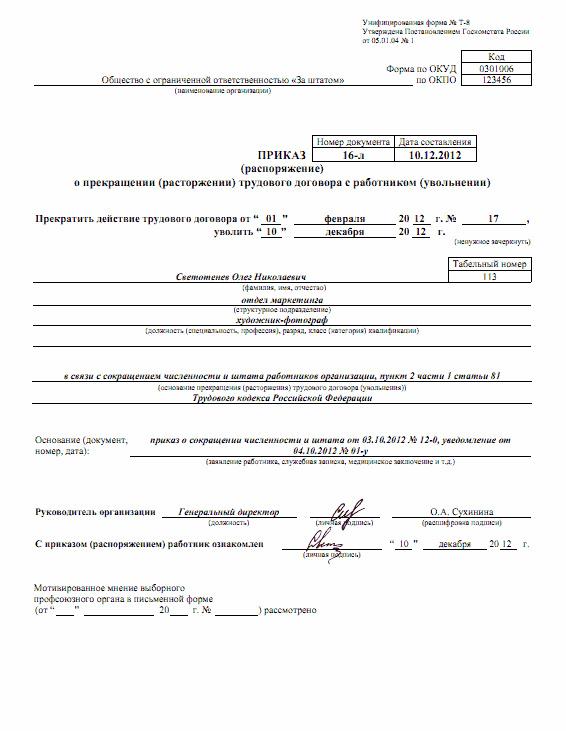 Унифицированная форма № Т-8
Утверждена Постановлением Госкомстата России
от 05.01.04 № 1
Код
Форма по ОКУД 0301006
Общество с ограниченной ответственностью «За штатом» по ОКПО 123456
(наименование организации)
Номер документа Дата составления
ПРИКАЗ 16-л 10.12.2012
(распоряжение)
о прекращении (расторжении) трудового договора с работником (увольнении)
Прекратить действие трудового договора от “ 01 ” февраля 20 12 г. № 17 ,
уволить “ 10 ” декабря 20 12 г.
(ненужное зачеркнуть)
Табельный номер
Светотенев Олег Николаевич 113
(фамилия, имя, отчество)
отдел маркетинга
(структурное подразделение)
художник-фотограф
(должность (специальность, профессия), разряд, класс (категория) квалификации)
в связи с сокращением численности и штата работников организации, пункт 2 части 1 статьи 81
(основание прекращения (расторжения) трудового договора (увольнения))
Трудового кодекса Российской Федерации
Основание (документ, приказ о сокращении численности и штата от 03.10.2012 № 12-0, уведомление от
номер, дата): 04.10.2012 № 01-у
(заявление работника, служебная записка, медицинское заключение и т.д.)
Руководитель организации Генеральный директор О.А. Сухинина
(должность) (личная подпись) (расшифровка подписи)
С приказом (распоряжением) работник ознакомлен “ 10 ” декабря 20 12 г.
(личная подпись)
Мотивированное мнение выборного
профсоюзного органа в письменной форме
(от “ ” 20 г. № ) рассмотрено